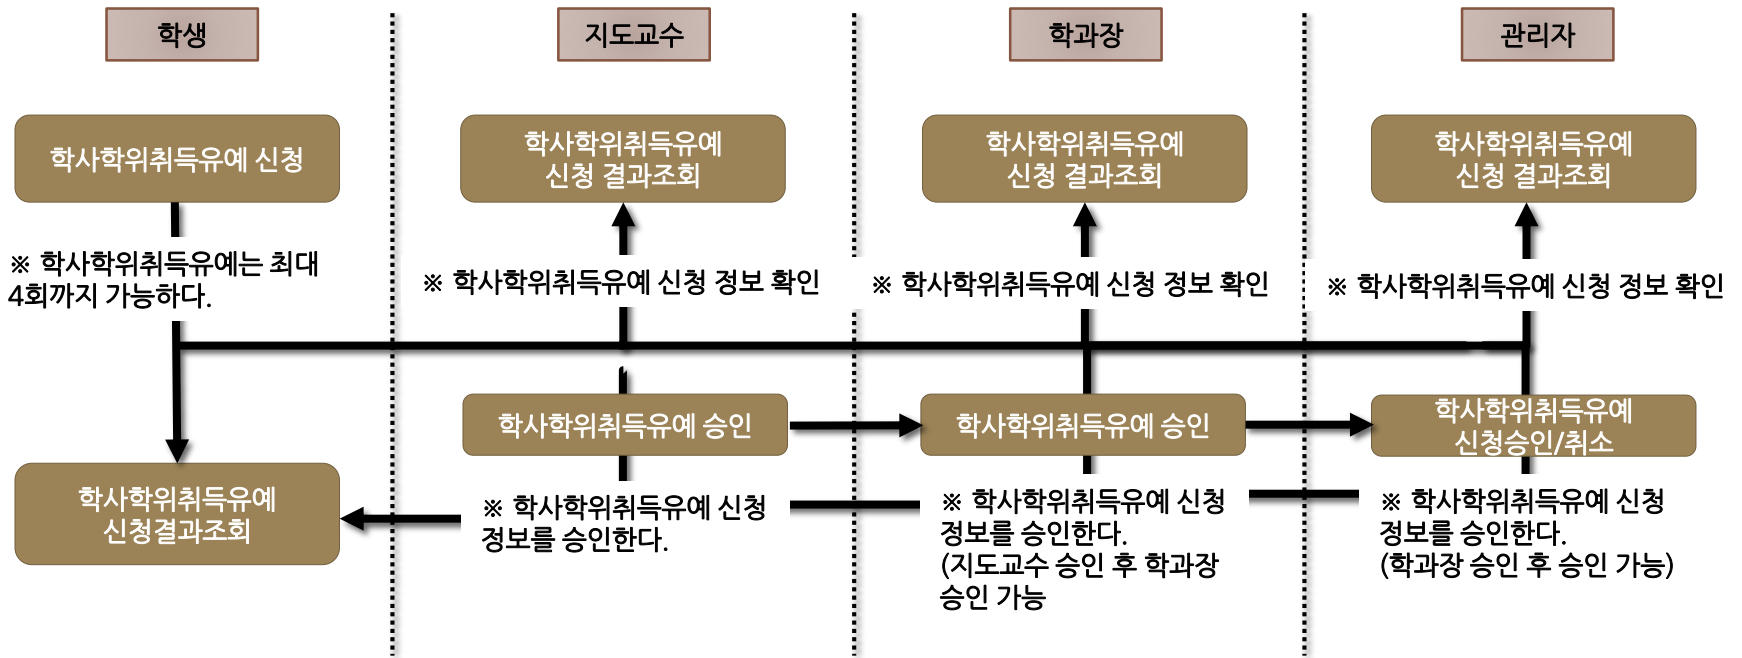 학생
지도교수
학과장
관리자
학사학위취득유예 신청
학사학위취득유예
신청 결과조회
학사학위취득유예
신청 결과조회
학사학위취득유예
신청 결과조회
※ 학사학위취득유예는 최대
4회까지 가능하다.
※ 학사학위취득유예 신청 정보 확인
※ 학사학위취득유예 신청 정보 확인
※ 학사학위취득유예 신청 정보 확인
학사학위취득유예 승인
학사학위취득유예 승인
학사학위취득유예
신청승인/취소
학사학위취득유예
신청결과조회
※ 학사학위취득유예 신청
정보를 승인한다.
※ 학사학위취득유예 신청
정보를 승인한다.
(지도교수 승인 후 학과장
승인 가능
※ 학사학위취득유예 신청
정보를 승인한다.
(학과장 승인 후 승인 가능)